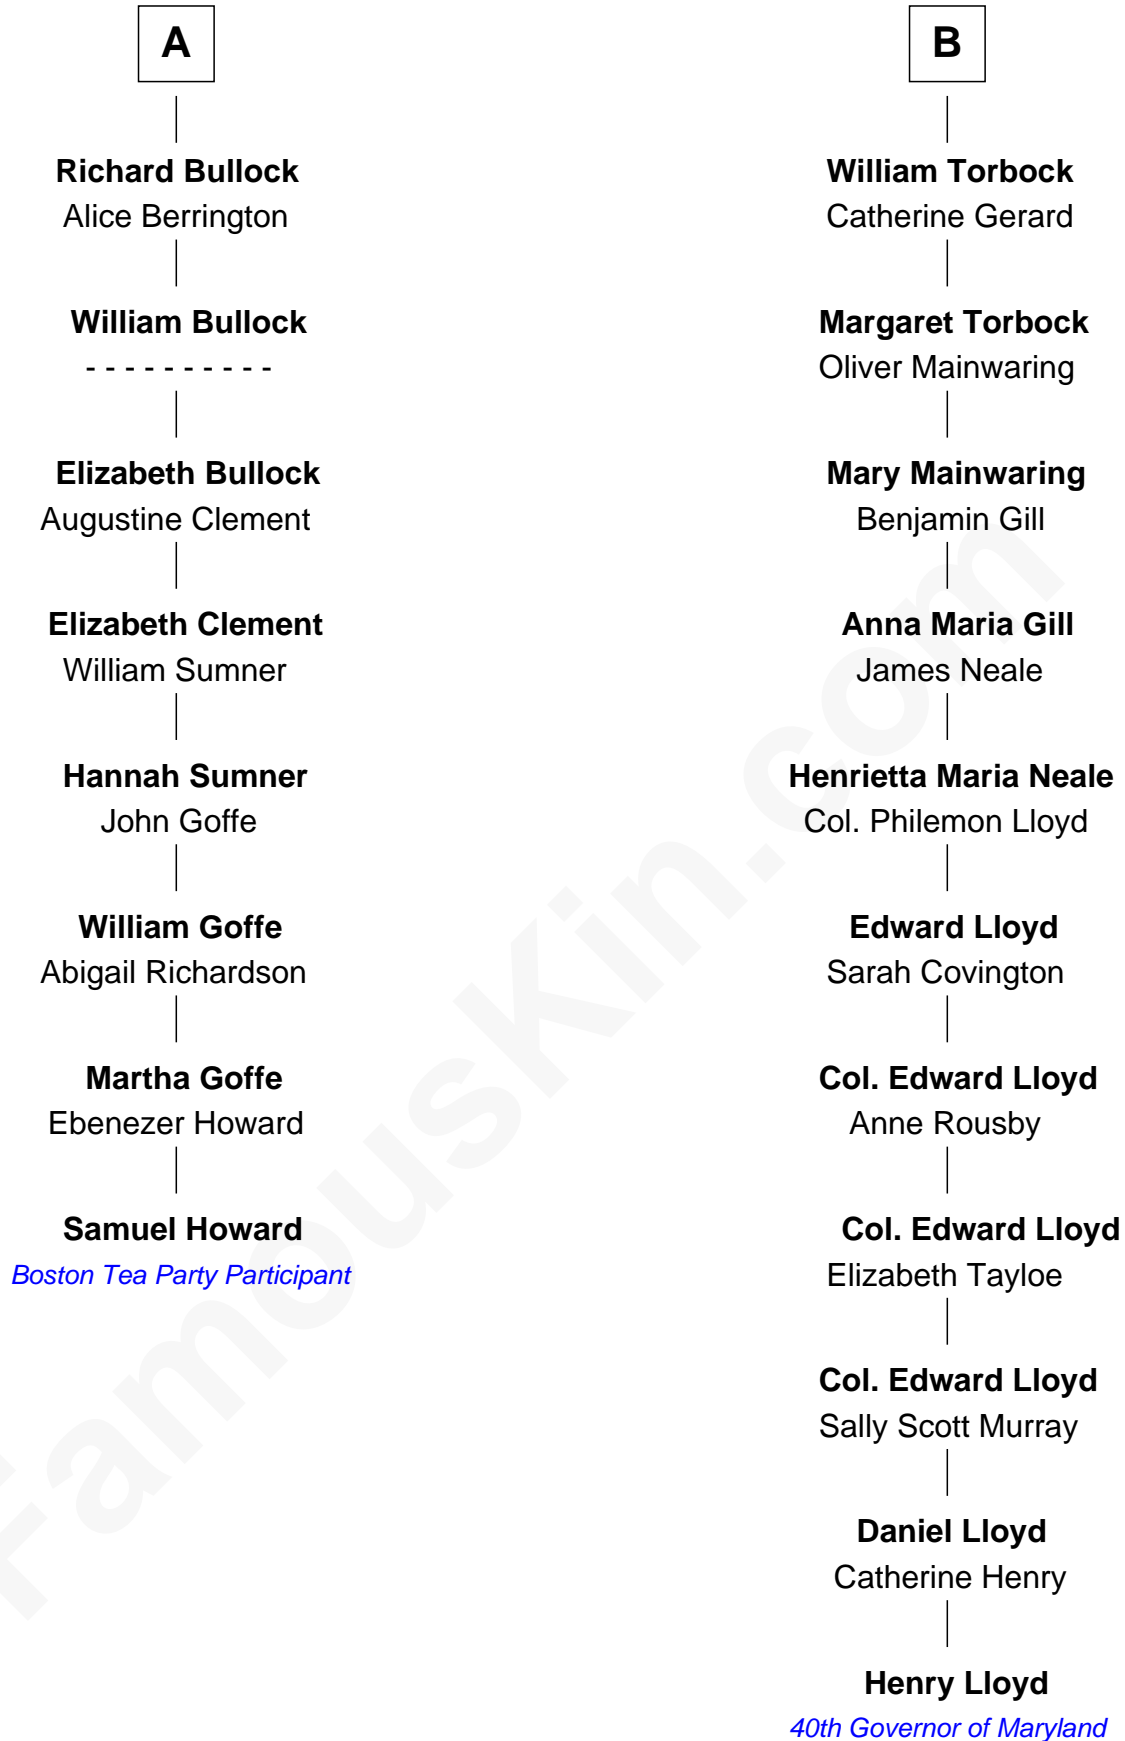 A
Richard Bullock
Alice Berrington
William Bullock
- - - - - - - - - -
Elizabeth Bullock
Augustine Clement
Elizabeth Clement
William Sumner
Hannah Sumner
John Goffe
William Goffe
Abigail Richardson
Martha Goffe
Ebenezer Howard
Samuel Howard
Boston Tea Party Participant
B
William Torbock
Catherine Gerard
Margaret Torbock
Oliver Mainwaring
Mary Mainwaring
Benjamin Gill
Anna Maria Gill
James Neale
Henrietta Maria Neale
Col. Philemon Lloyd
Edward Lloyd
Sarah Covington
Col. Edward Lloyd
Anne Rousby
Col. Edward Lloyd
Elizabeth Tayloe
Col. Edward Lloyd
Sally Scott Murray
Daniel Lloyd
Catherine Henry
Henry Lloyd
40th Governor of Maryland
FamousKin.com